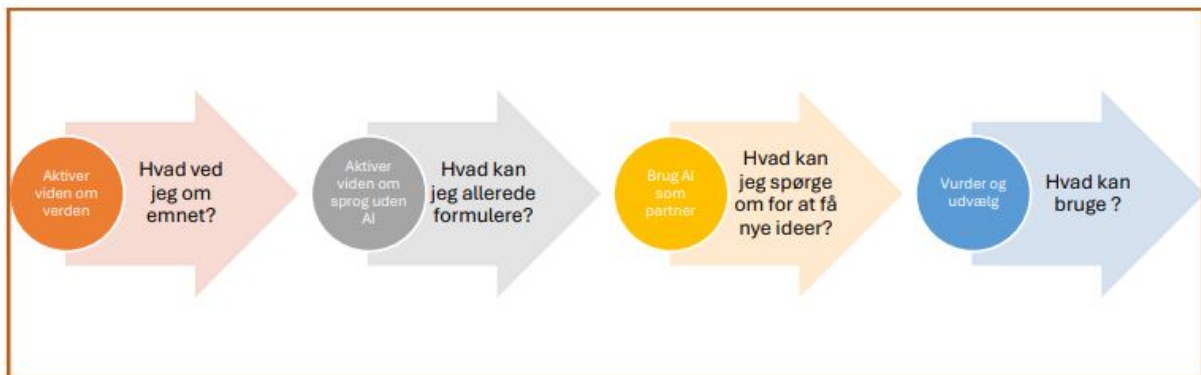 Aktiver
viden om
verden
Hvad ved
jeg om
emnet?
Aktiver
viden om
sprog uden
AI
Hvad kan
jeg allerede
formulere?
Brug AI
som
partner
Hvad kan
jeg spørge
om for at få
nye ideer?
Vurder og
udvælg
Hvad kan
bruge ?